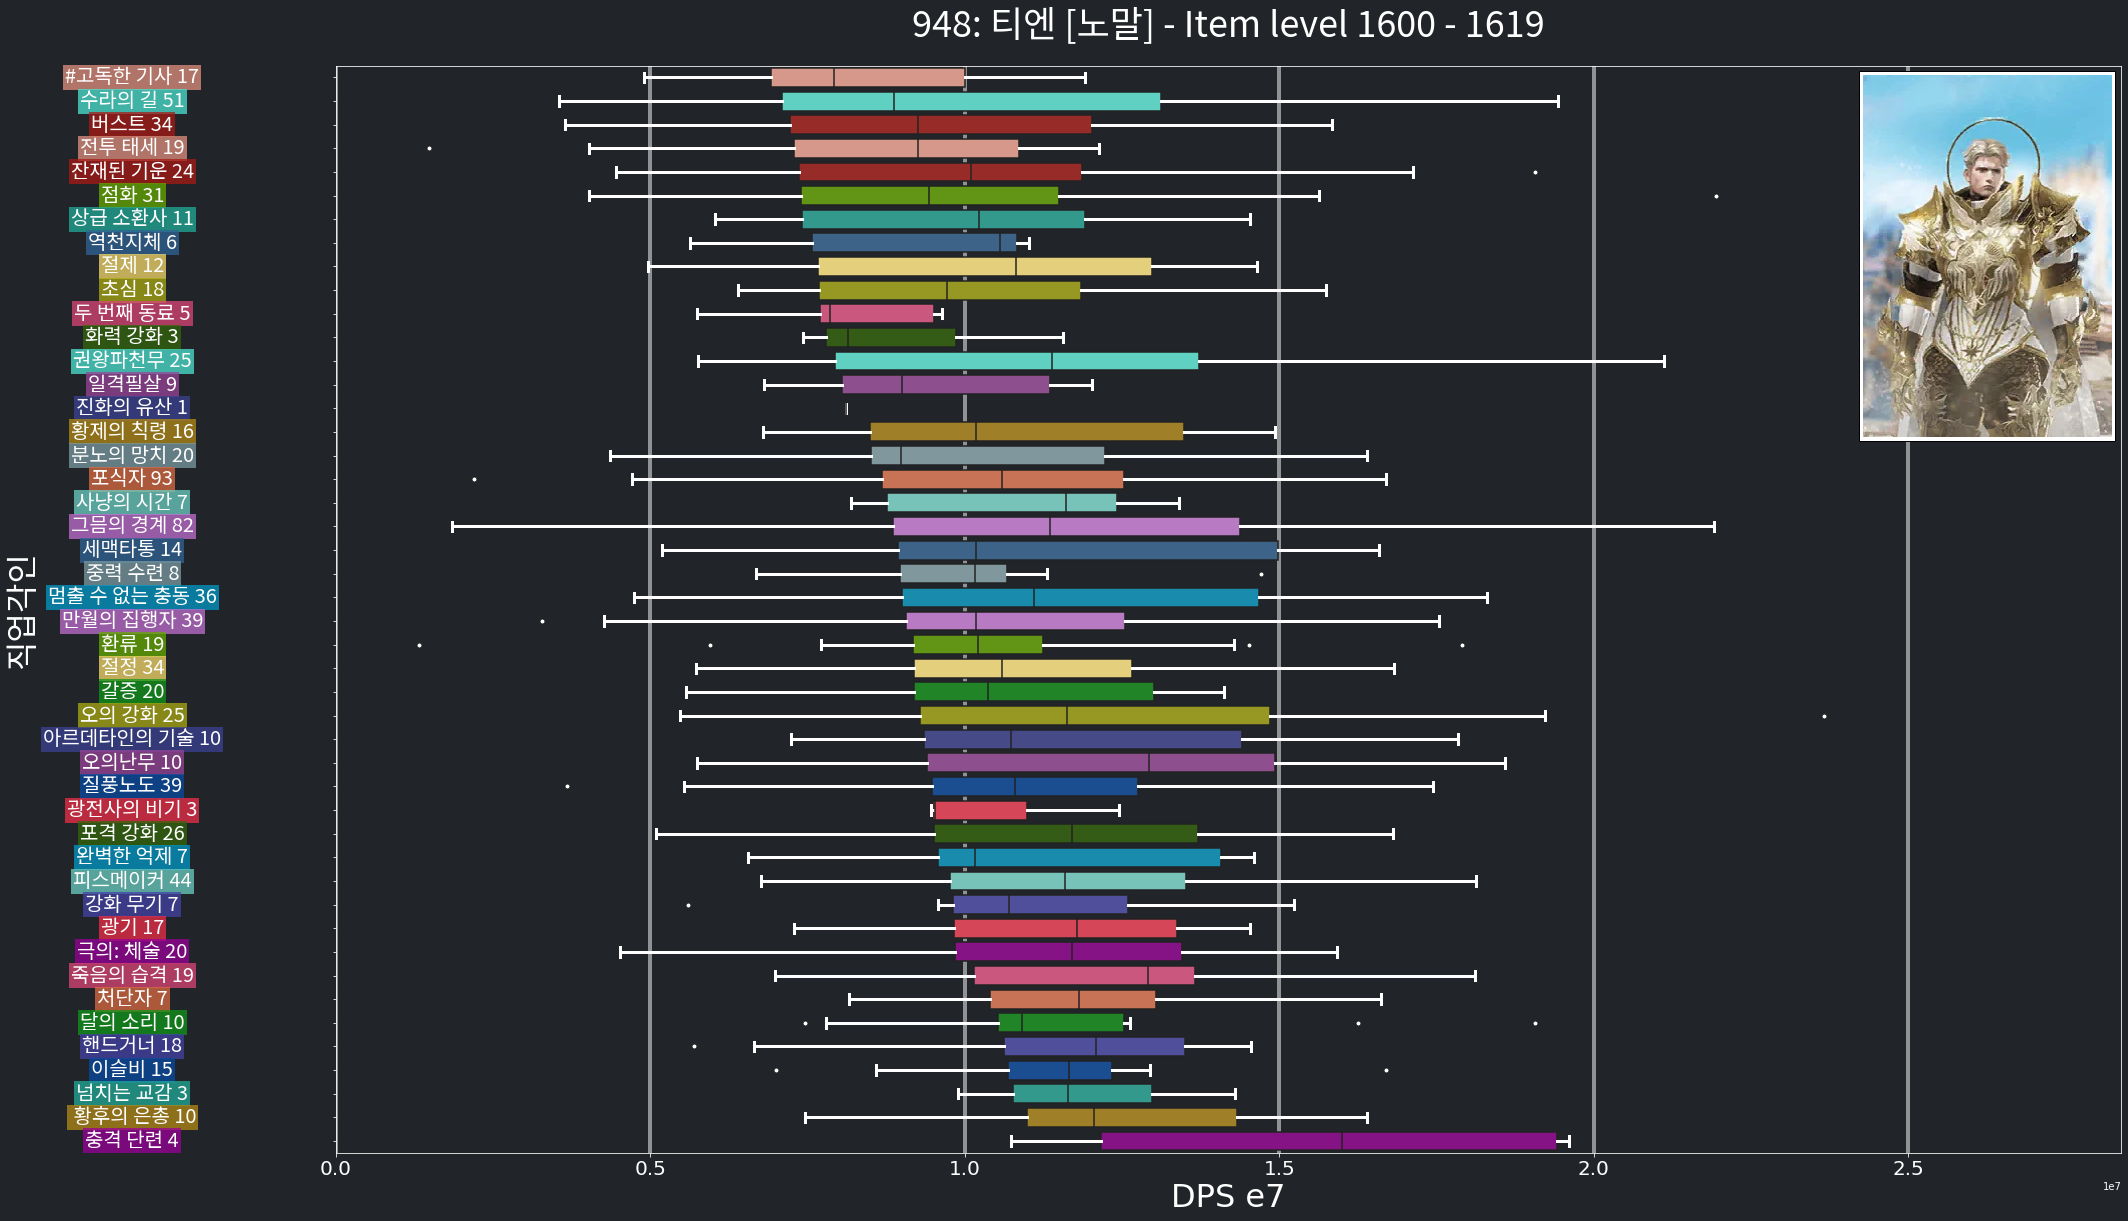 948: 티엔 [노말] - Item level 1600 - 1619
#고독한 기사 17
수라의 길 51
버스트 34
전투 태세 19
잔재된 기운 24
점화 31
상급 소환사 11
역천지체 6
절제 12
초심 18
두 번째 동료 5
화력 강화 3
권왕파천무 25
일격필살 9
진화의 유산 1
황제의 칙령 16
분노의 망치 20
포식자 93
사냥의 시간 7
그믐의 경계 82
세맥타통 14
중력 수련 8
멈출 수 없는 충동 36
만월의 집행자 39
환류 19
절정 34
갈증 20
오의 강화 25
아르데타인의 기술 10
오의난무 10
질풍노도 39
광전사의 비기 3
포격 강화 26
완벽한 억제 7
피스메이커 44
강화 무기 7
광기 17
극의: 체술 20
죽음의 습격 19
처단자 7
달의 소리 10
핸드거너 18
이슬비 15
넘치는 교감 3
황후의 은총 10
충격 단련 4
직업각인
0.0 0.5 1.0 1.5 2.0 2.5
DPS e7
1e7